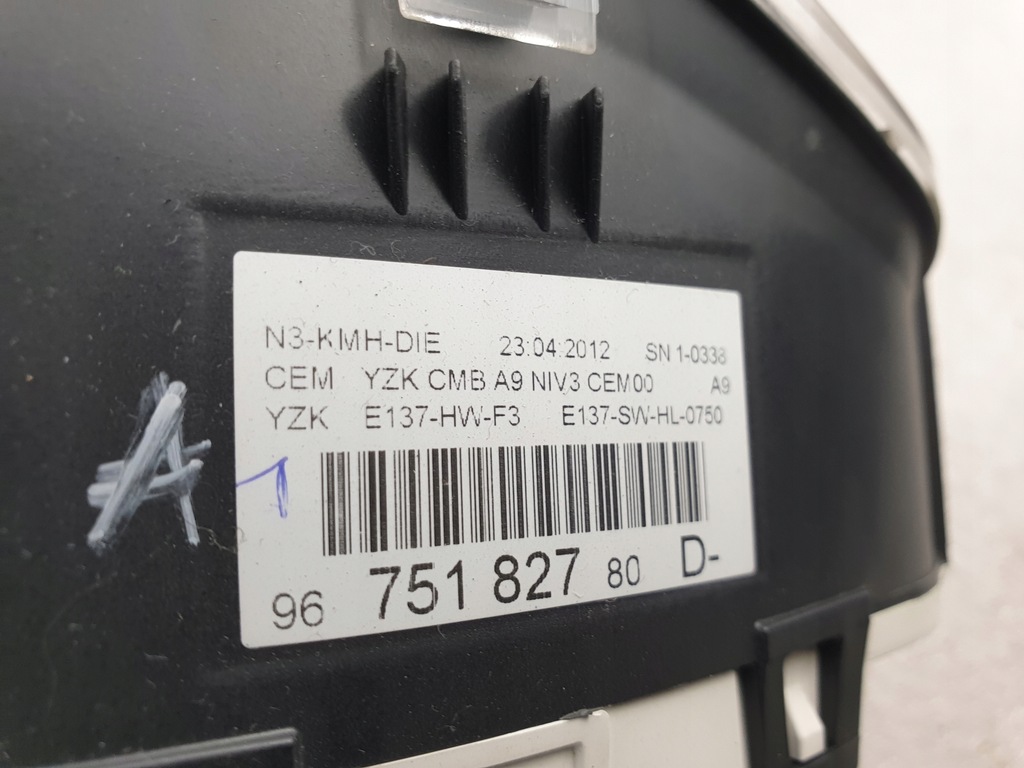 N3-KMH-DIE 23.04.2012 SN 1-0338
CEM YZK CMB A9 NIV3 CEM00 A9
YZK E137-HW-F3 E137-SW-HL-0750
A
1
96 751 827 80 D-